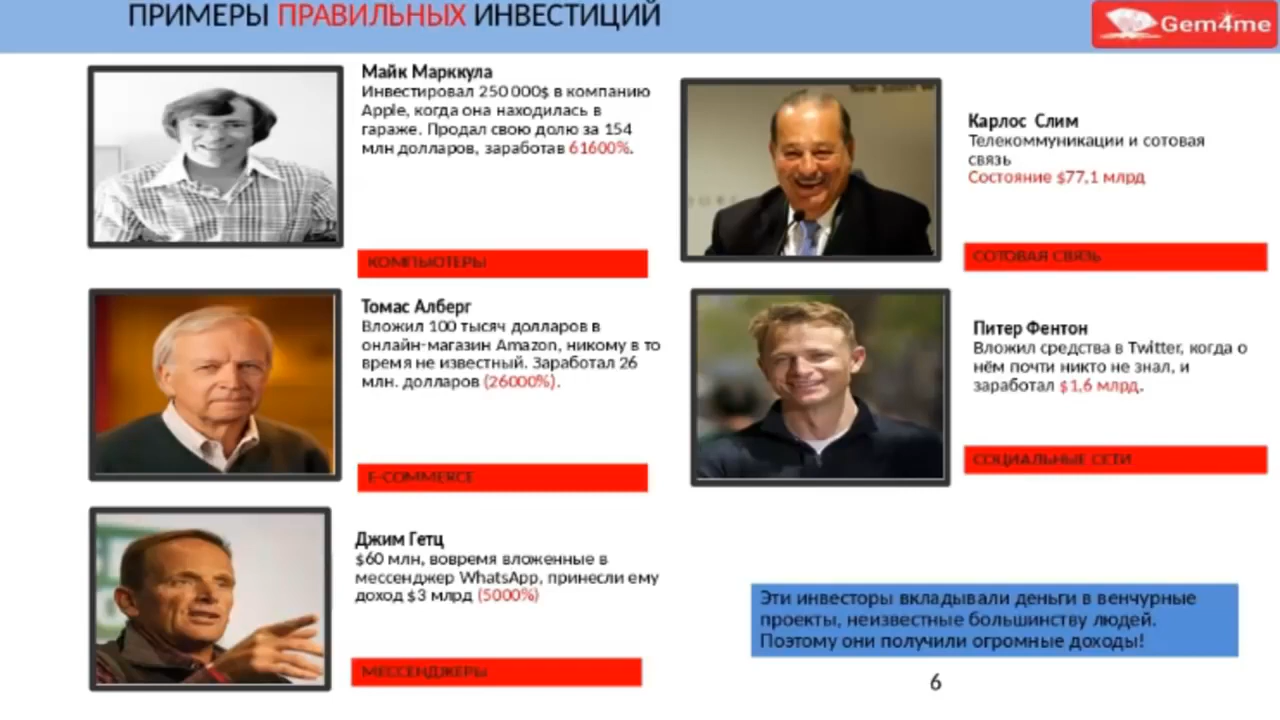 ПРИМЕРЫ ПРАВИЛЬНЫХ ИНВЕСТИЦИЙ
Gem4me
Майк Марккула
Инвестировал 250 000$ в компанию
Apple, когда она находилась в
гараже. Продал свою долю за 154
млн долларов, заработав 61600%.
КОМПЬЮТЕРЫ
Карлос Слим
Телекоммуникации и сотовая
связь
Состояние $77,1 млрд
СОТОВАЯ СВЯЗЬ
Томас Алберг
Вложил 100 тысяч долларов в
онлайн-магазин Amazon, никому в то
время не известный. Заработал 26
млн. долларов (26000%).
E-COMMERCE
Питер Фентон
Вложил средства в Twitter, когда о
нём почти никто не знал, и
заработал $1,6 млрд.
СОЦИАЛЬНЫЕ СЕТИ
Джим Гетц
$60 млн, вовремя вложенные в
мессенджер WhatsApp, принесли ему
доход $3 млрд (5000%)
МЕССЕНДЖЕРЫ
Эти инвесторы вкладывали деньги в венчурные
проекты, неизвестные большинству людей.
Поэтому они получили огромные доходы!
6